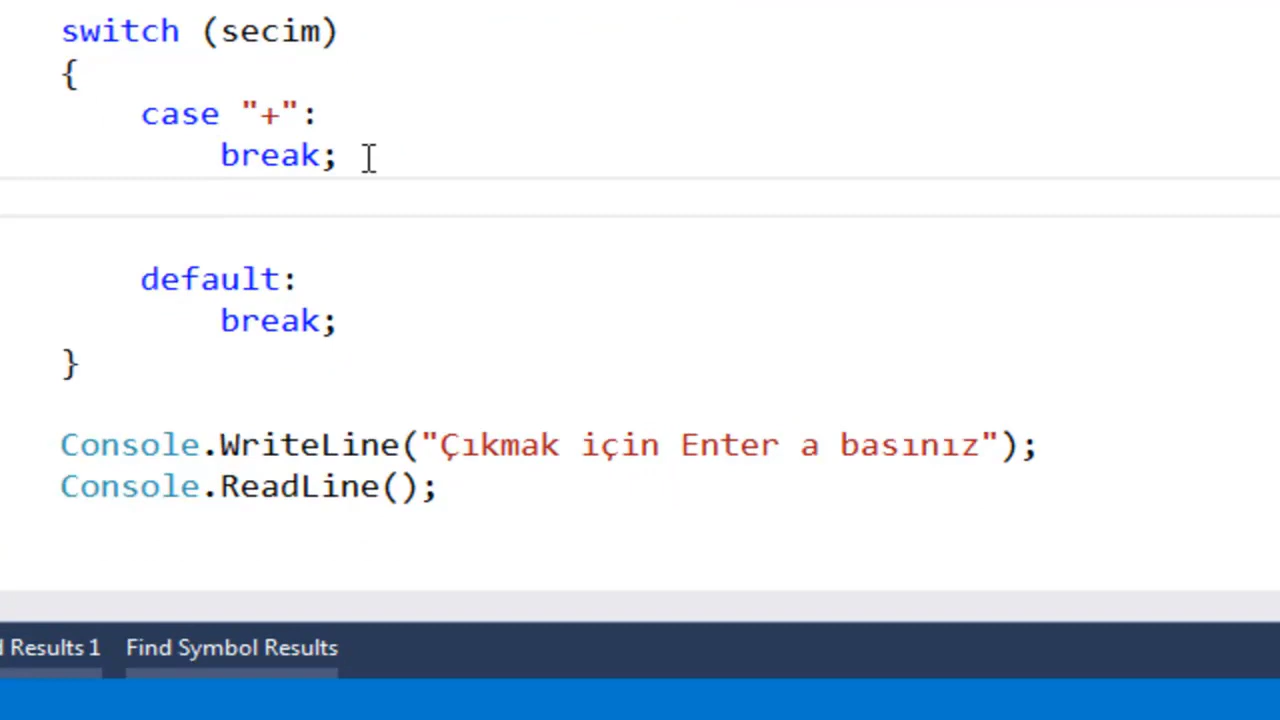 switch (secim)
{
case "+":
break;
default:
break;
}
Console.WriteLine("Çıkmak için Enter a basınız");
Console.ReadLine();
Results 1 Find Symbol Results